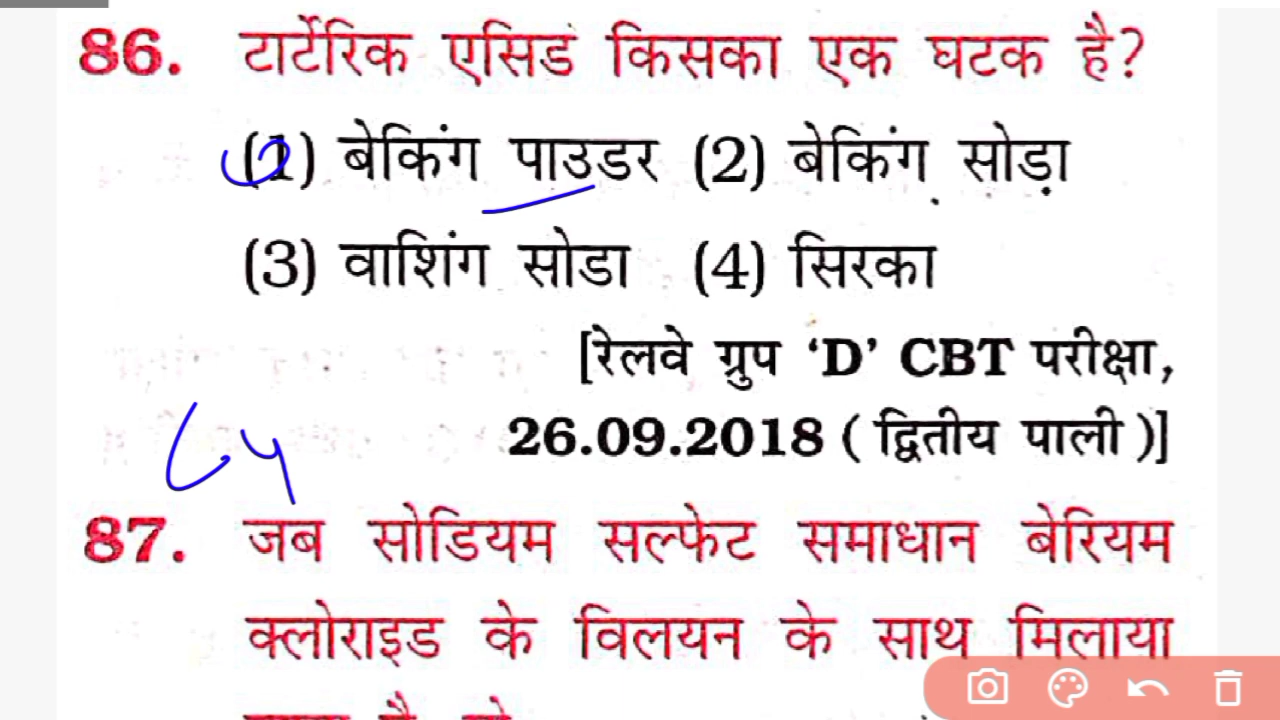 86. टार्टेरिक एसिड किसका एक घटक है?
(1) बेकिंग पाउडर (2) बेकिंग सोड़ा
(3) वाशिंग सोडा (4) सिरका
[रेलवे ग्रुप ‘D’ CBT परीक्षा,
26.09.2018 ( द्वितीय पाली )]
87. जब सोडियम सल्फेट समाधान बेरियम
क्लोराइड के विलयन के साथ मिलाया